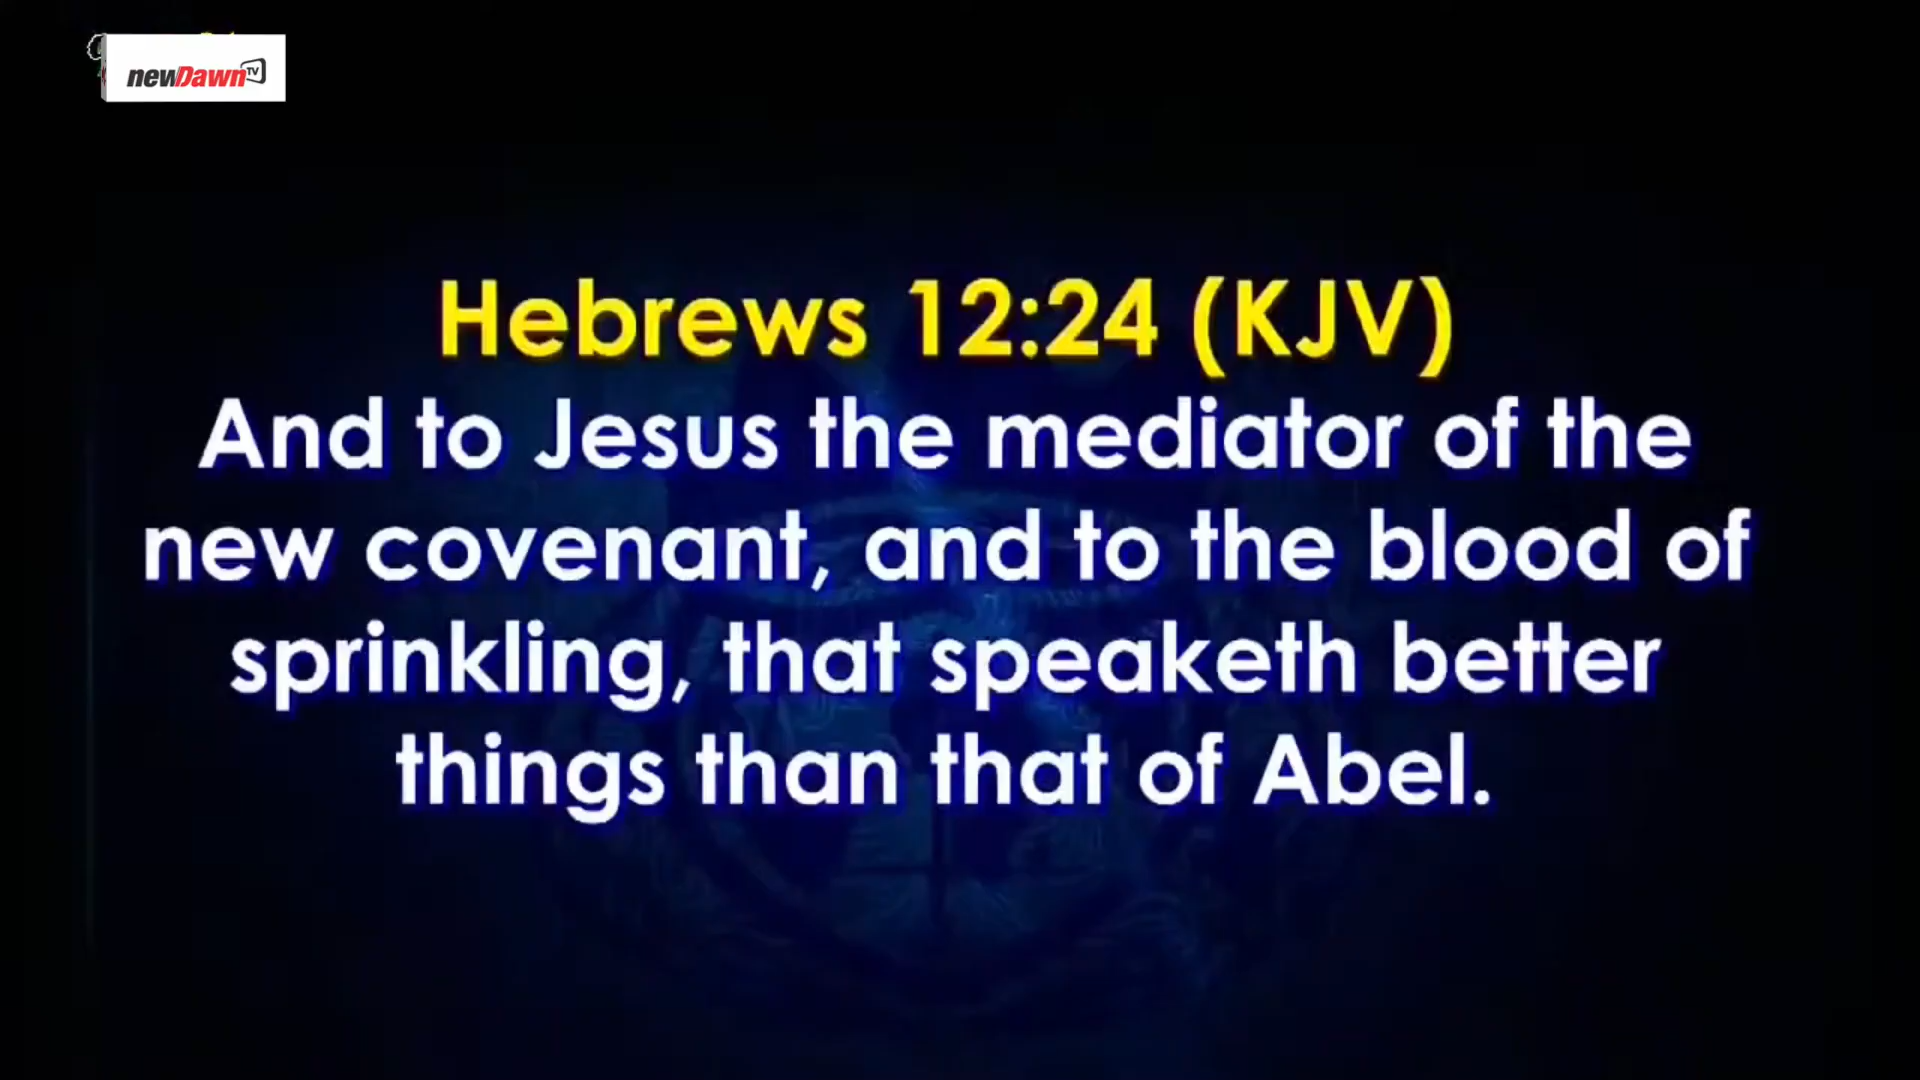 newDawn TV
Hebrews 12:24 (KJV)
And to Jesus the mediator of the
new covenant, and to the blood of
sprinkling, that speaketh better
things than that of Abel.